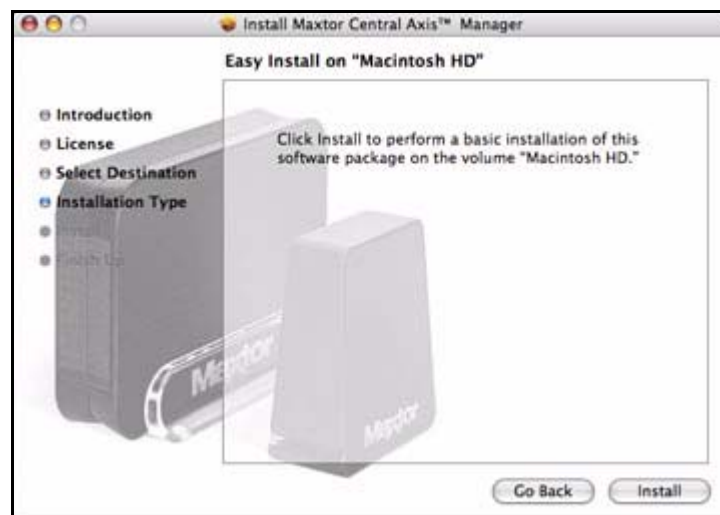 Install Maxtor Central Axis™ Manager
Easy Install on "Macintosh HD"
Introduction
License
Select Destination
Installation Type
Install
Finish Up
Click Install to perform a basic installation of this
software package on the volume "Macintosh HD."
Maxtor
Maxtor
Go Back
Install